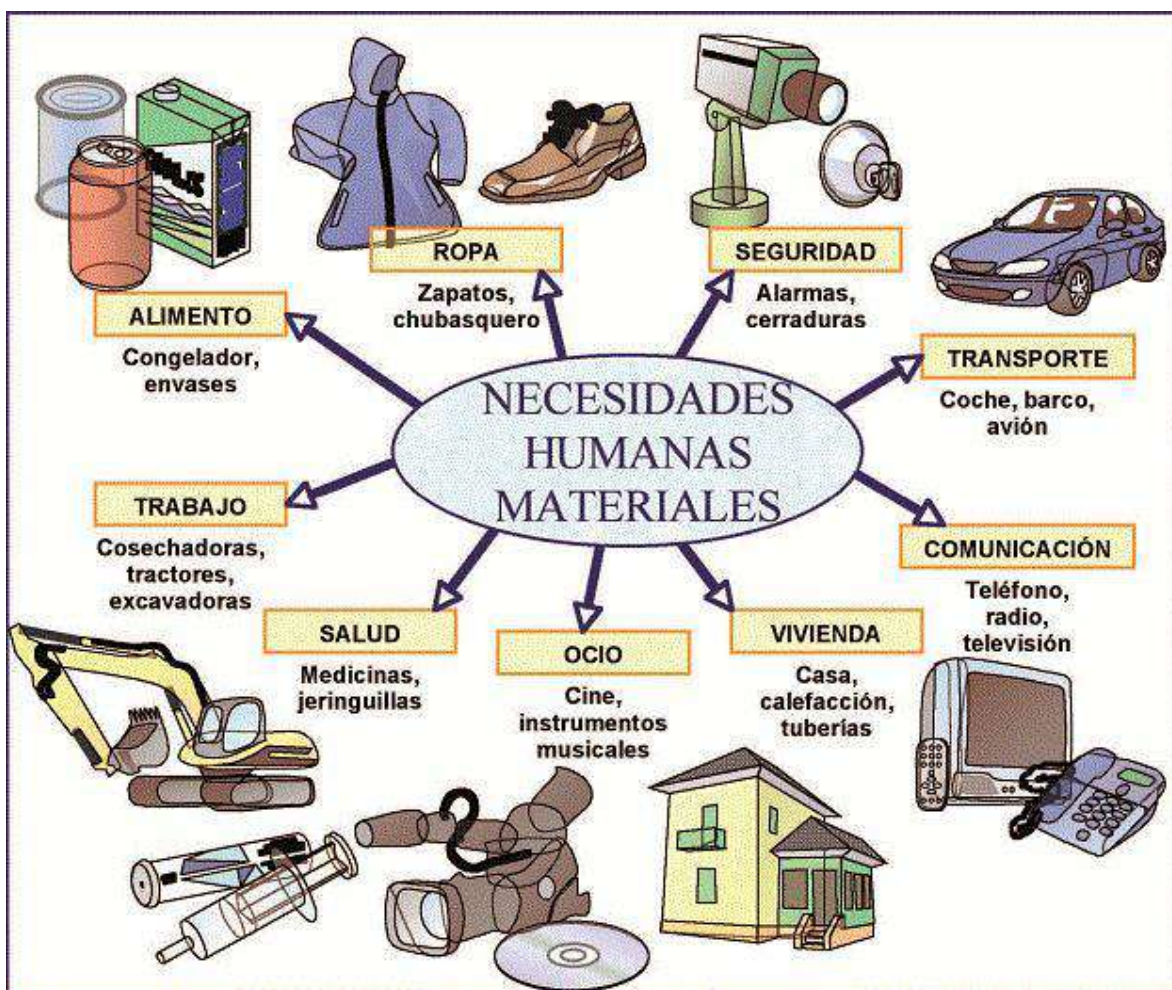 ROPA
Zapatos,
chubasquero
SEGURIDAD
Alarmas,
cerraduras
ALIMENTO
Congelador,
envases
TRANSPORTE
Coche, barco,
avión
NECESIDADES
HUMANAS
MATERIALES
TRABAJO
Cosechadoras,
tractores,
excavadoras
COMUNICACIÓN
Teléfono,
radio,
televisión
SALUD
Medicinas,
jeringuillas
OCIO
Cine,
instrumentos
musicales
VIVIENDA
Casa,
calefacción,
tuberías